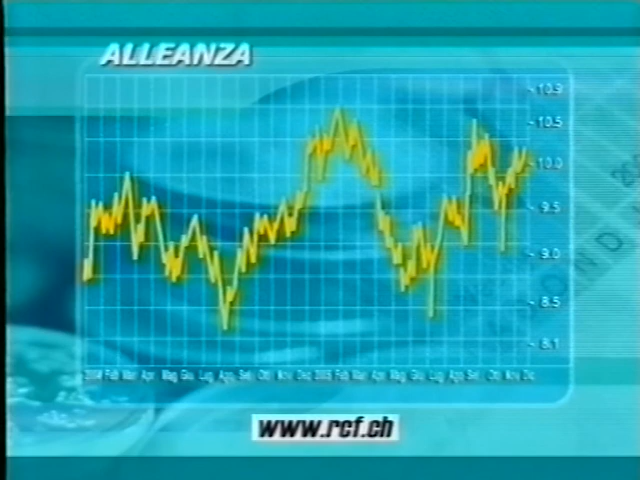 ALLEANZA
10.9
10.5
10.0
9.5
9.0
8.5
8.1
2004 Feb Mar Apr Mag Giu Lug Ago Set Ott Nov Dic 2005 Feb Mar Apr Mag Giu Lug Ago Set Ott Nov Dic
www.rcf.ch